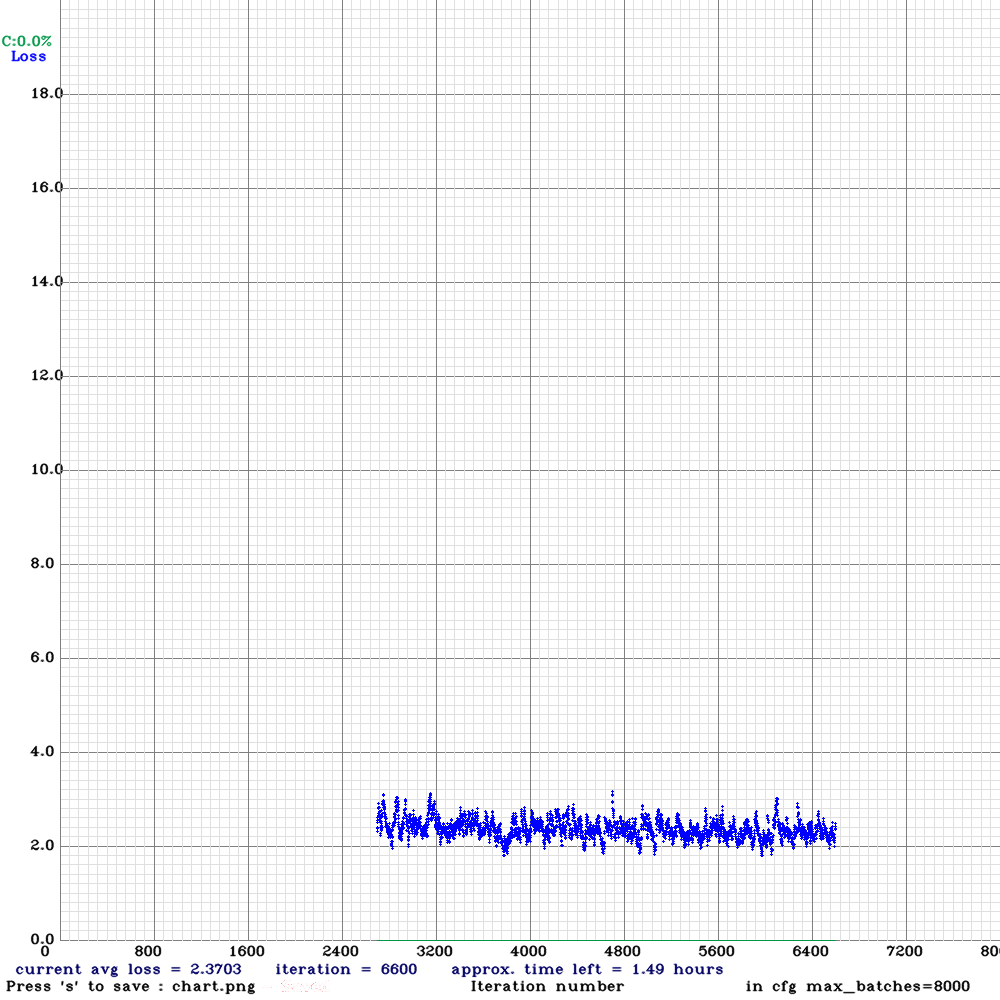 C:0.0%
Loss
18.0
16.0
14.0
12.0
10.0
8.0
6.0
4.0
2.0
0.0
0 800 1600 2400 3200 4000 4800 5600 6400 7200 80
current avg loss = 2.3703 iteration = 6600 approx. time left = 1.49 hours
Press 's' to save : chart.png Iteration number in cfg max_batches=8000